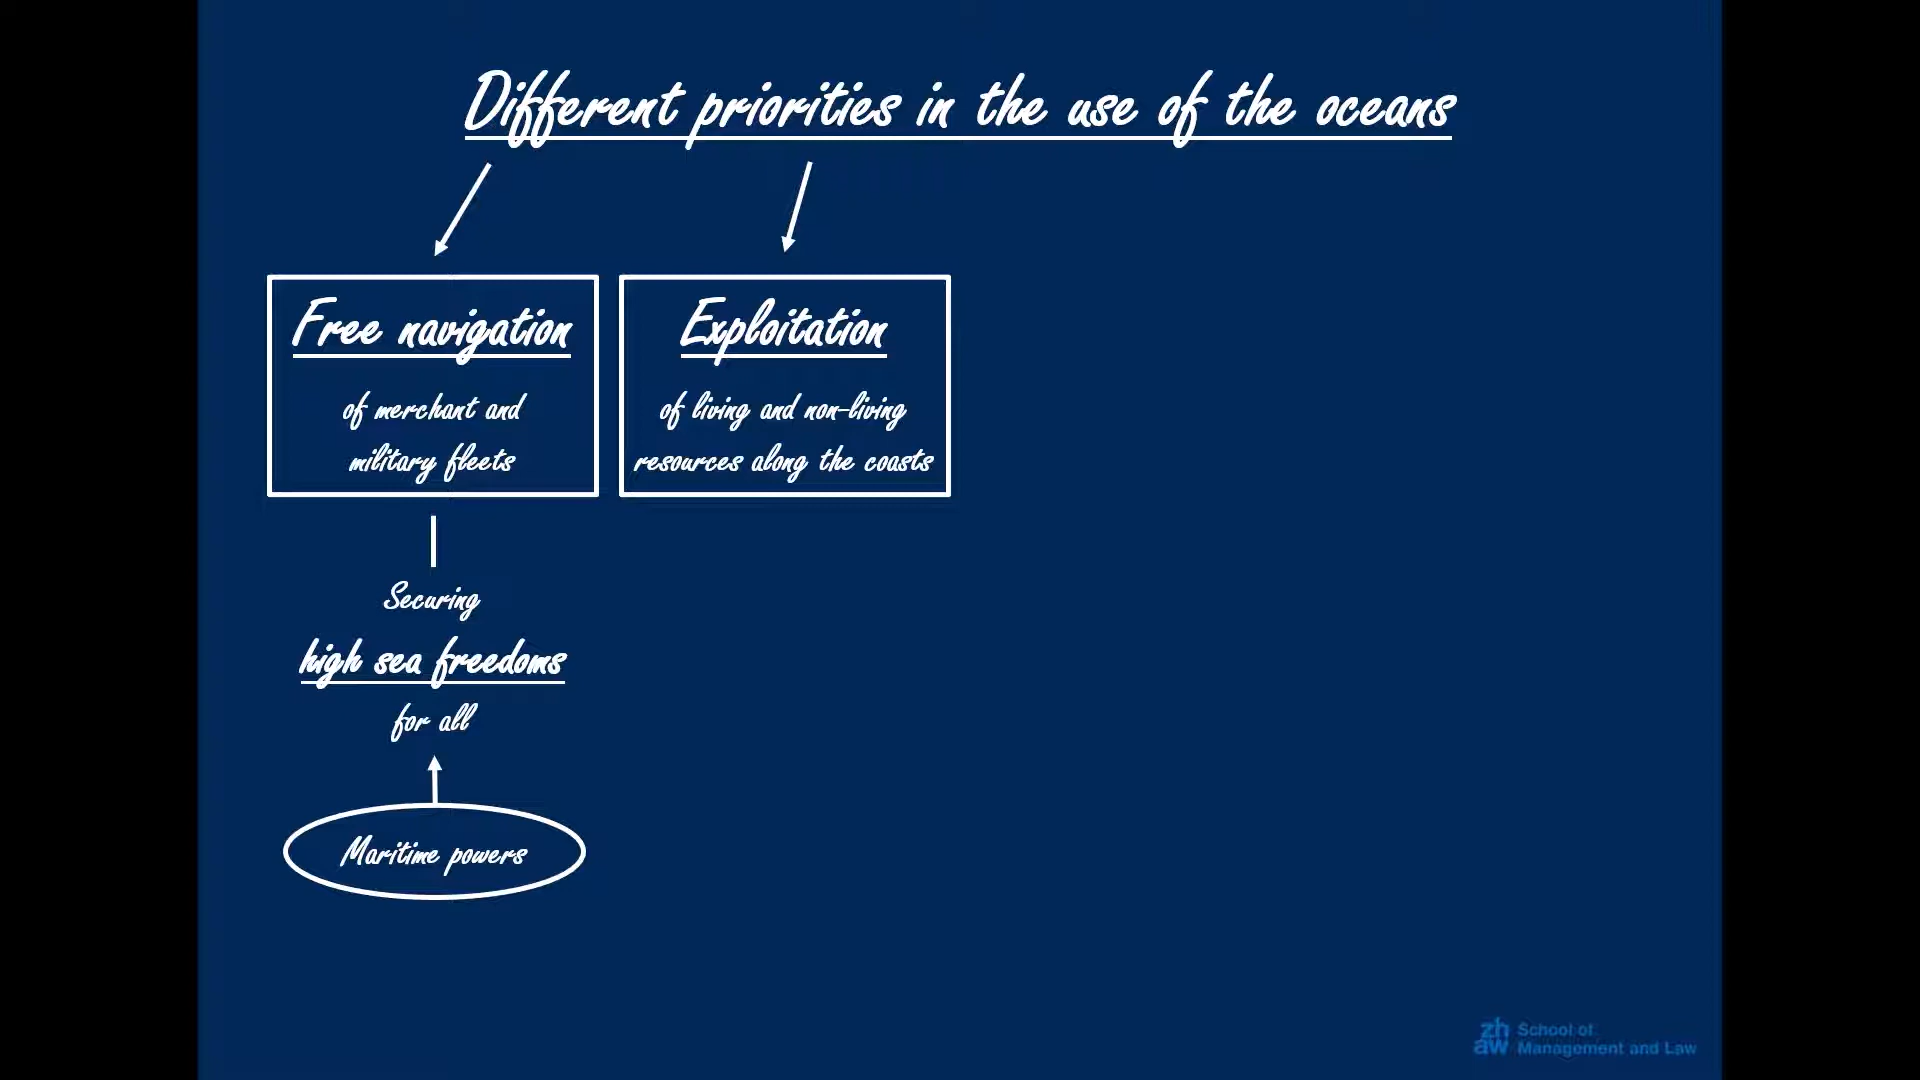 Different priorities in the use of the oceans
Free navigation
of merchant and
military fleets
Exploitation
of living and non-living
resources along the coasts
Securing
high sea freedoms
for all
Maritime powers
zh
aw
School of
Management and Law